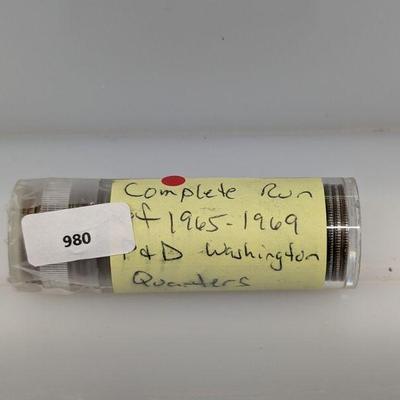 Complete Run
of 1965-1969
P&D Washington
Quarters
980